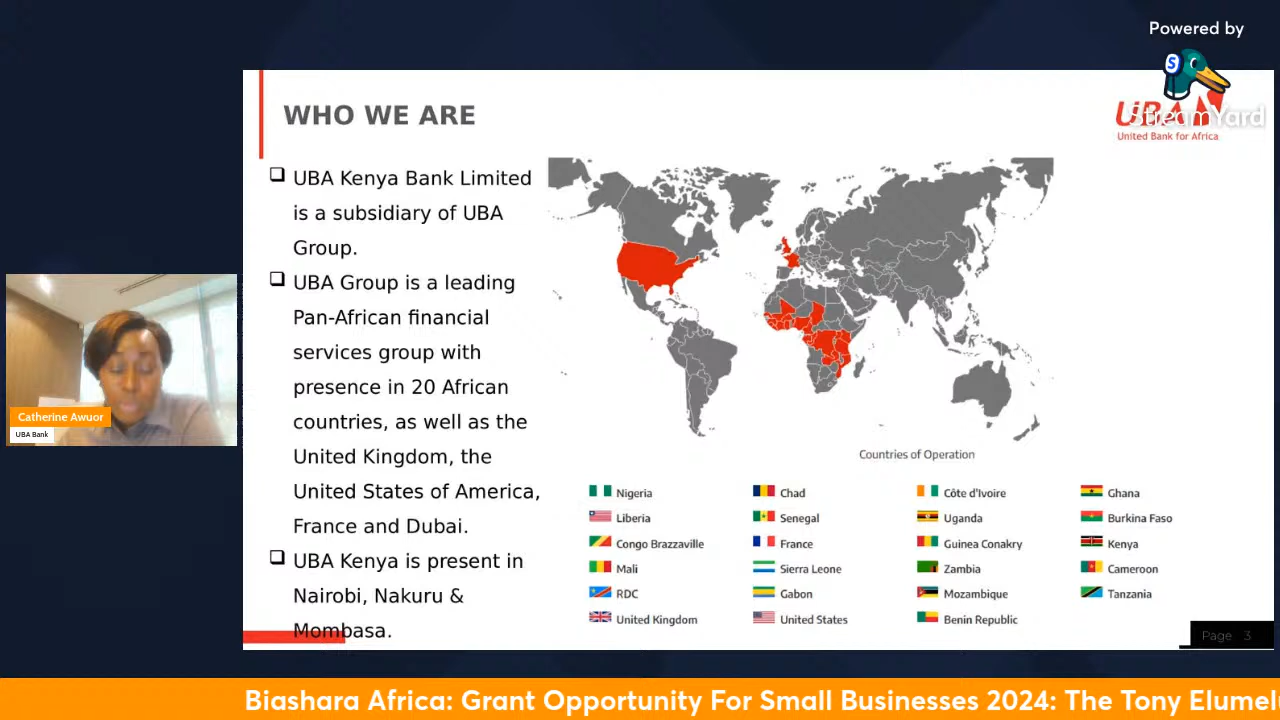 Powered by
StreamYard
WHO WE ARE
UBA
United Bank for Africa
UBA Kenya Bank Limited
is a subsidiary of UBA
Group.
UBA Group is a leading
Pan-African financial
services group with
presence in 20 African
countries, as well as the
United Kingdom, the
United States of America,
France and Dubai.
UBA Kenya is present in
Nairobi, Nakuru &
Mombasa.
Catherine Awuor
UBA Bank
Countries of Operation
Nigeria Chad Côte d'Ivoire Ghana
Liberia Senegal Uganda Burkina Faso
Congo Brazzaville France Guinea Conakry Kenya
Mali Sierra Leone Zambia Cameroon
RDC Gabon Mozambique Tanzania
United Kingdom United States Benin Republic
Page 3
Biashara Africa: Grant Opportunity For Small Businesses 2024: The Tony Elumel